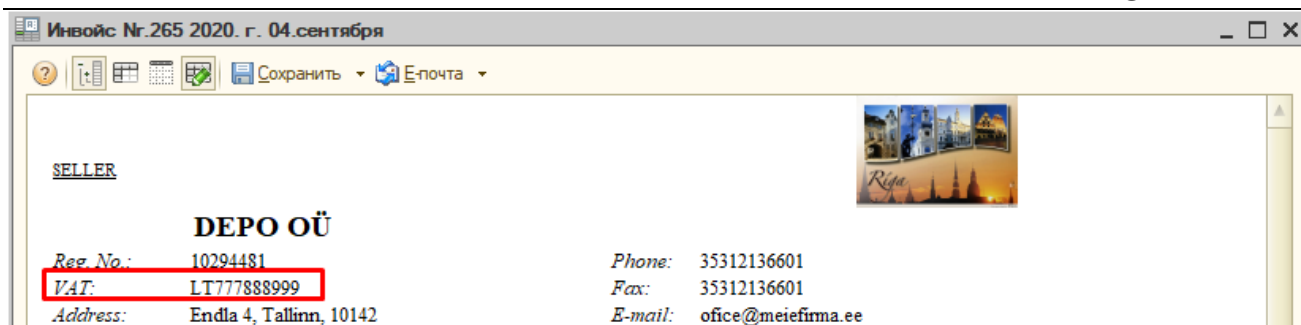 Инвойс Nr.265 2020. г. 04.сентября
Сохранить E-почта
Riga
SELLER
DEPO OÜ
Reg. No.: 10294481 Phone: 35312136601
VAT: LT777888999 Fax: 35312136601
Address: Endla 4, Tallinn, 10142 E-mail: ofice@meiefirma.ee